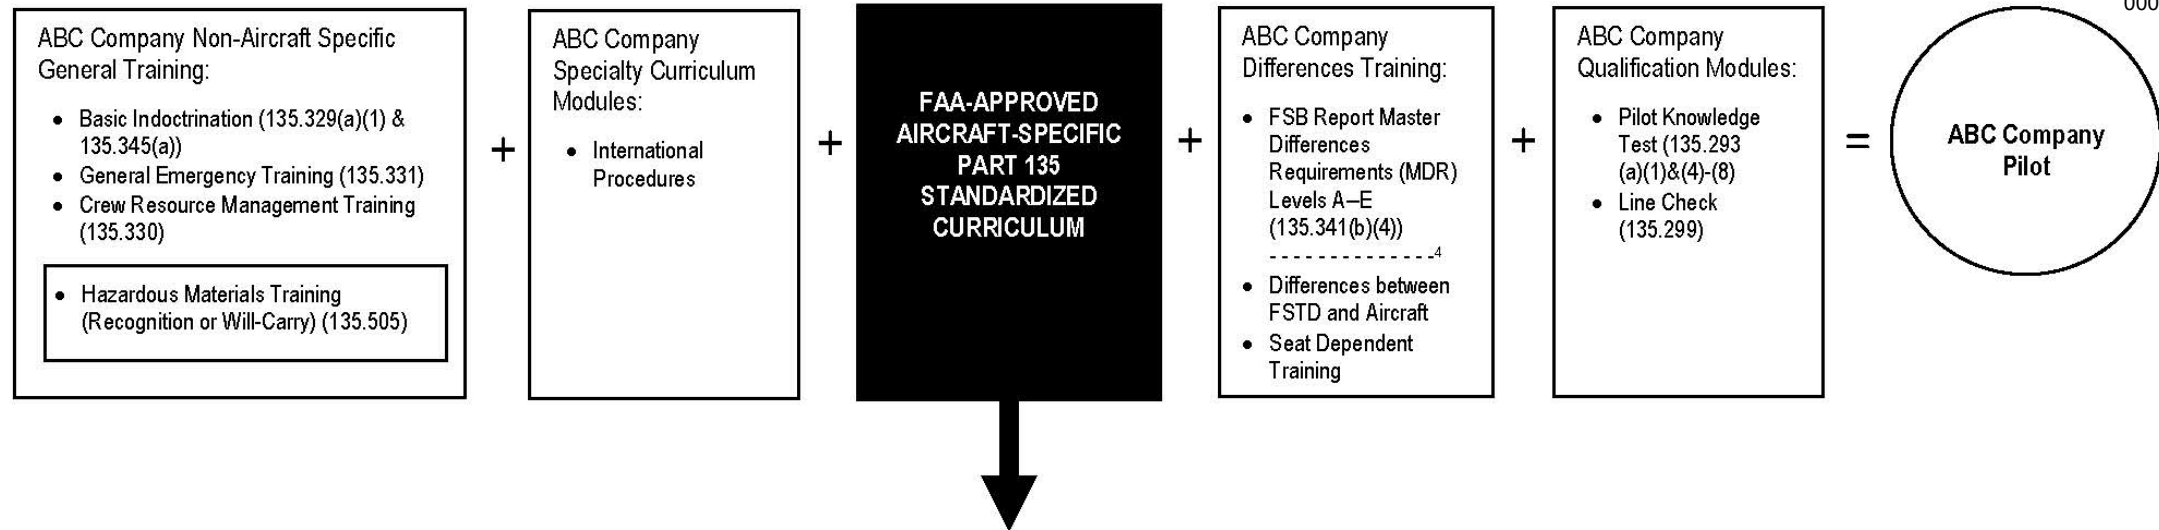 000
ABC Company Non-Aircraft Specific
General Training:
• Basic Indoctrination (135.329(a)(1) &
135.345(a))
• General Emergency Training (135.331)
• Crew Resource Management Training
(135.330)
• Hazardous Materials Training
(Recognition or Will-Carry) (135.505)
+
ABC Company
Specialty Curriculum
Modules:
• International
Procedures
+
FAA-APPROVED
AIRCRAFT-SPECIFIC
PART 135
STANDARDIZED
CURRICULUM
+
ABC Company
Differences Training:
• FSB Report Master
Differences
Requirements (MDR)
Levels A–E
(135.341(b)(4))
- - - - - - - - - - - - - -4
• Differences between
FSTD and Aircraft
• Seat Dependent
Training
+
ABC Company
Qualification Modules:
• Pilot Knowledge
Test (135.293
(a)(1)&(4)-(8)
• Line Check
(135.299)
=
ABC Company
Pilot